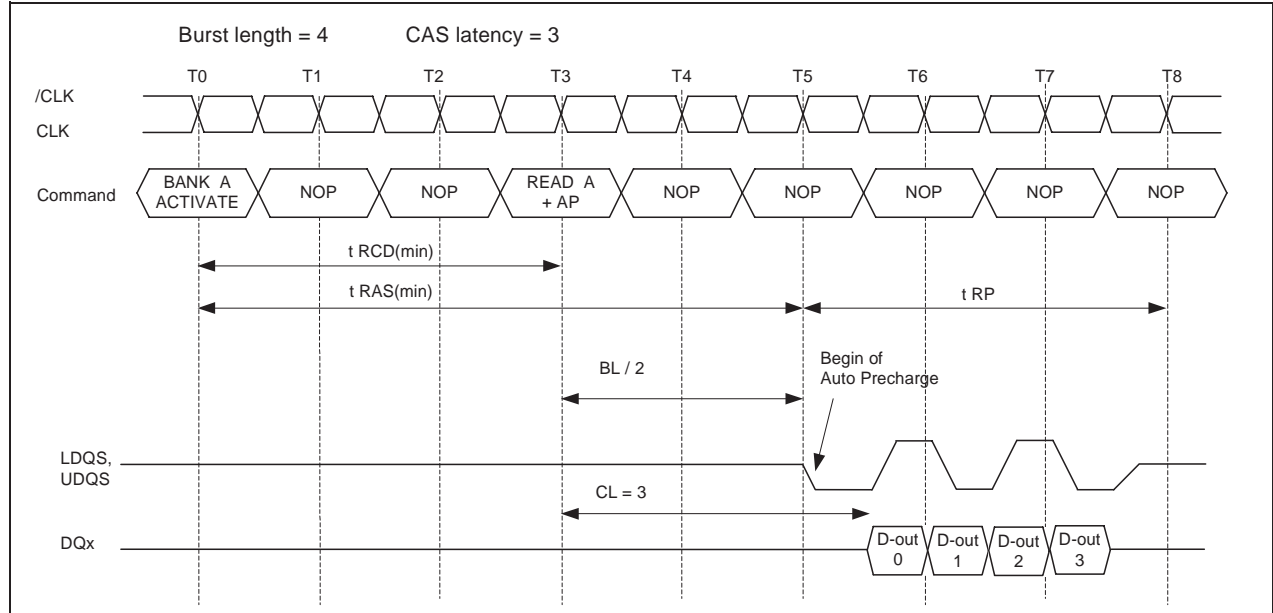 Burst length = 4 CAS latency = 3
T0 T1 T2 T3 T4 T5 T6 T7 T8
/CLK
CLK
Command
BANK A
ACTIVATE
NOP
NOP
READ A
+ AP
NOP
NOP
NOP
NOP
NOP
t RCD(min)
t RAS(min)
t RP
BL / 2
Begin of
Auto Precharge
LDQS,
UDQS
CL = 3
DQx
D-out
0
D-out
1
D-out
2
D-out
3